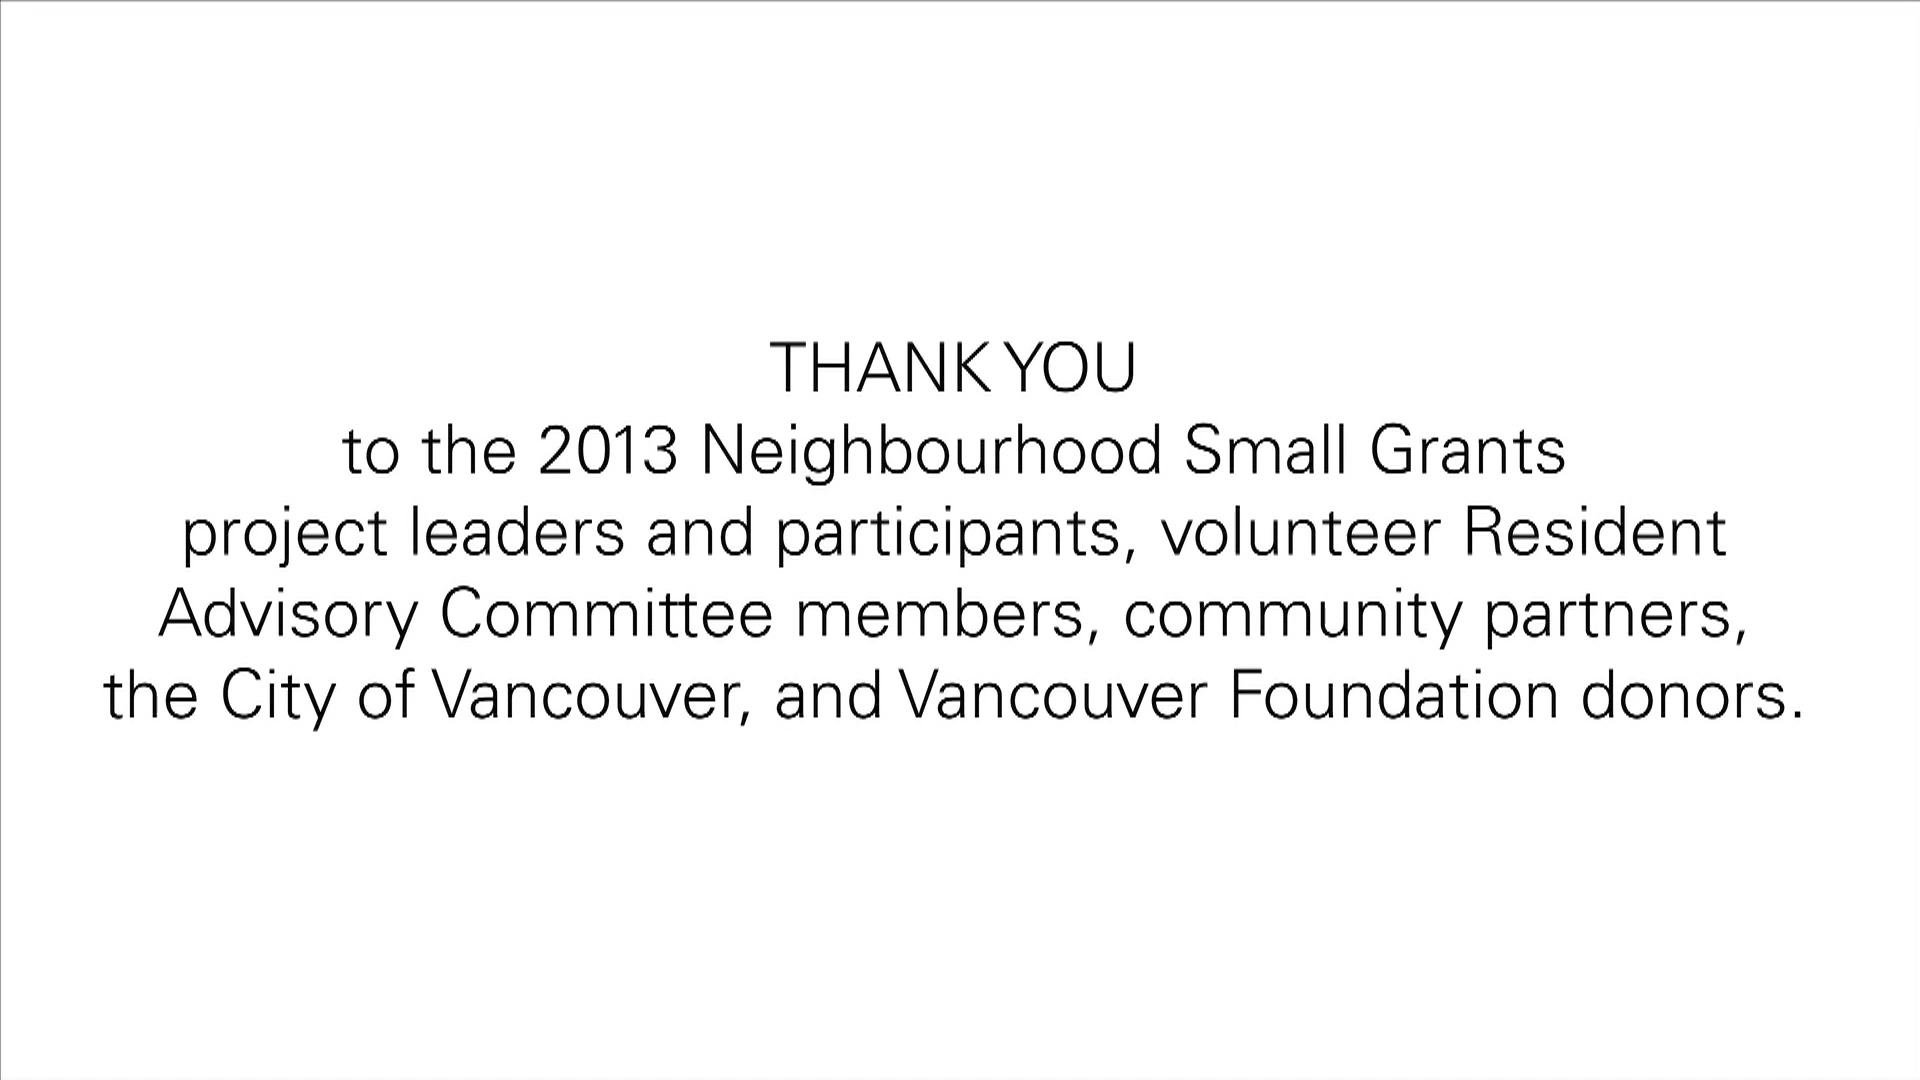 THANK YOU
to the 2013 Neighbourhood Small Grants
project leaders and participants, volunteer Resident
Advisory Committee members, community partners,
the City of Vancouver, and Vancouver Foundation donors.